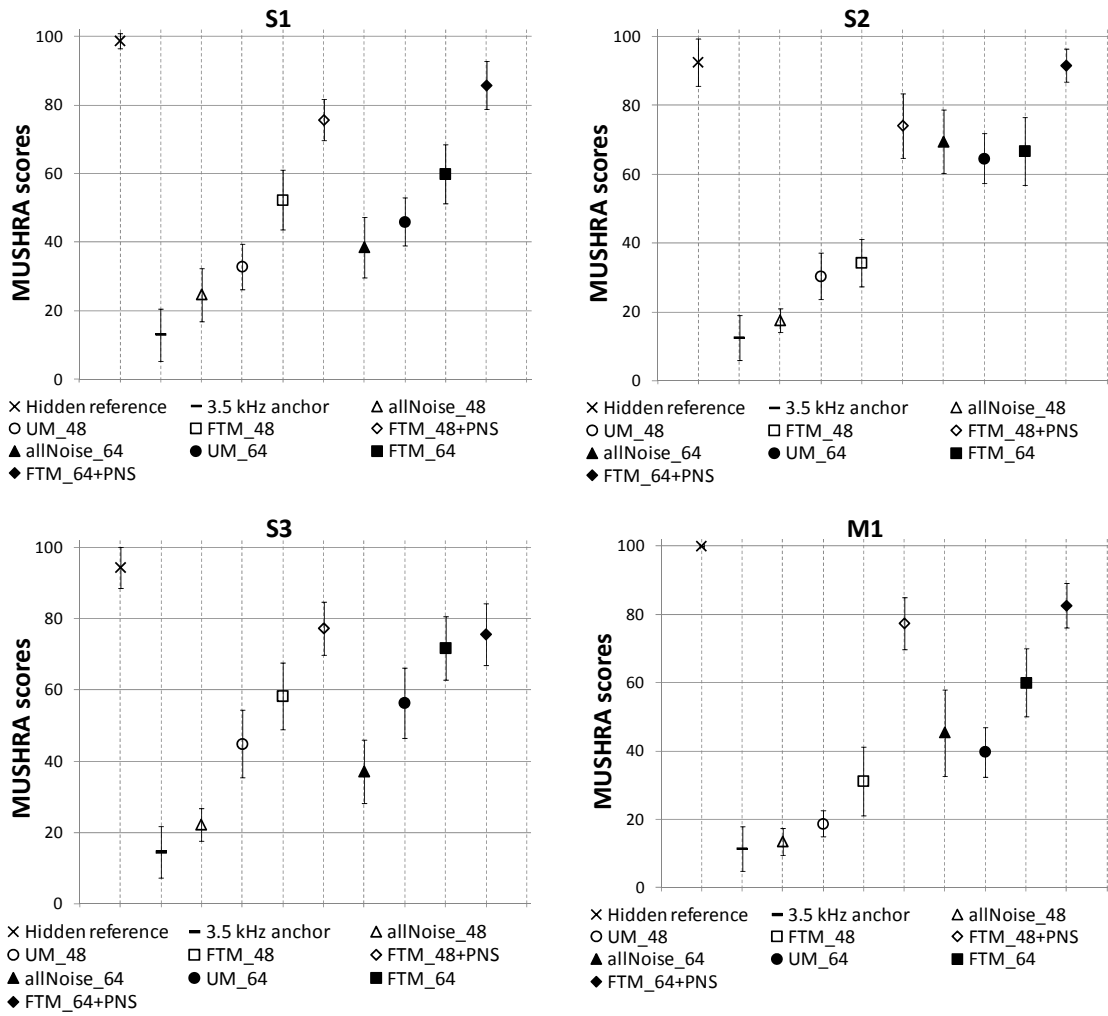 S1
MUSHRA scores
100
80
60
40
20
0
× Hidden reference − 3.5 kHz anchor △ allNoise_48
○ UM_48 □ FTM_48 ◇ FTM_48+PNS
▲ allNoise_64 ● UM_64 ■ FTM_64
◆ FTM_64+PNS
S2
MUSHRA scores
100
80
60
40
20
0
× Hidden reference − 3.5 kHz anchor △ allNoise_48
○ UM_48 □ FTM_48 ◇ FTM_48+PNS
▲ allNoise_64 ● UM_64 ■ FTM_64
◆ FTM_64+PNS
S3
MUSHRA scores
100
80
60
40
20
0
× Hidden reference − 3.5 kHz anchor △ allNoise_48
○ UM_48 □ FTM_48 ◇ FTM_48+PNS
▲ allNoise_64 ● UM_64 ■ FTM_64
◆ FTM_64+PNS
M1
MUSHRA scores
100
80
60
40
20
0
× Hidden reference − 3.5 kHz anchor △ allNoise_48
○ UM_48 □ FTM_48 ◇ FTM_48+PNS
▲ allNoise_64 ● UM_64 ■ FTM_64
◆ FTM_64+PNS